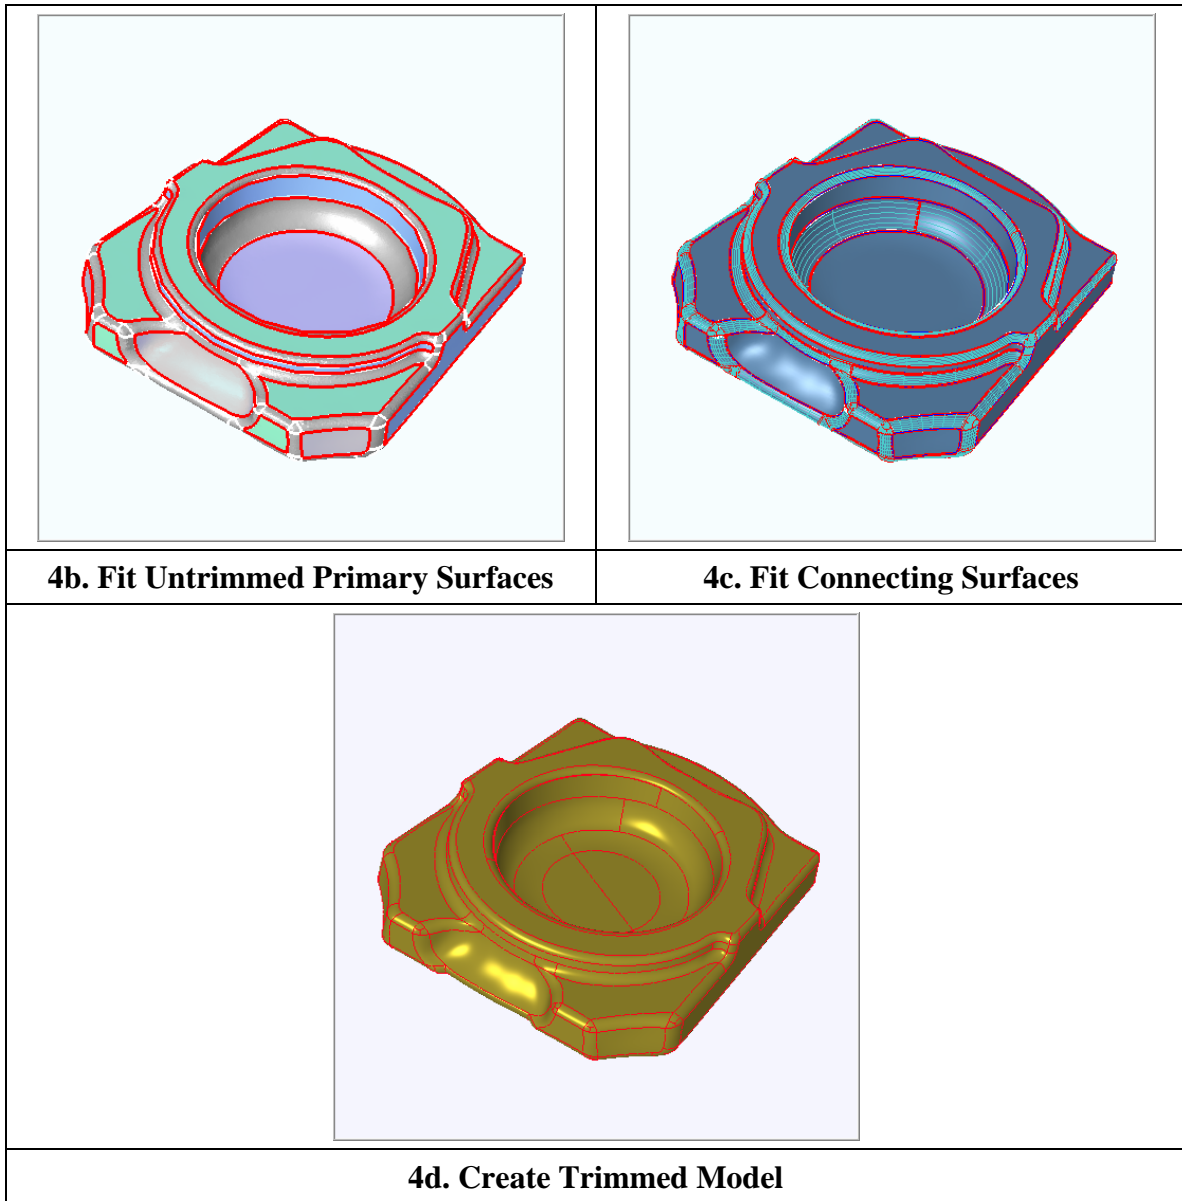 4b. Fit Untrimmed Primary Surfaces
4c. Fit Connecting Surfaces
4d. Create Trimmed Model